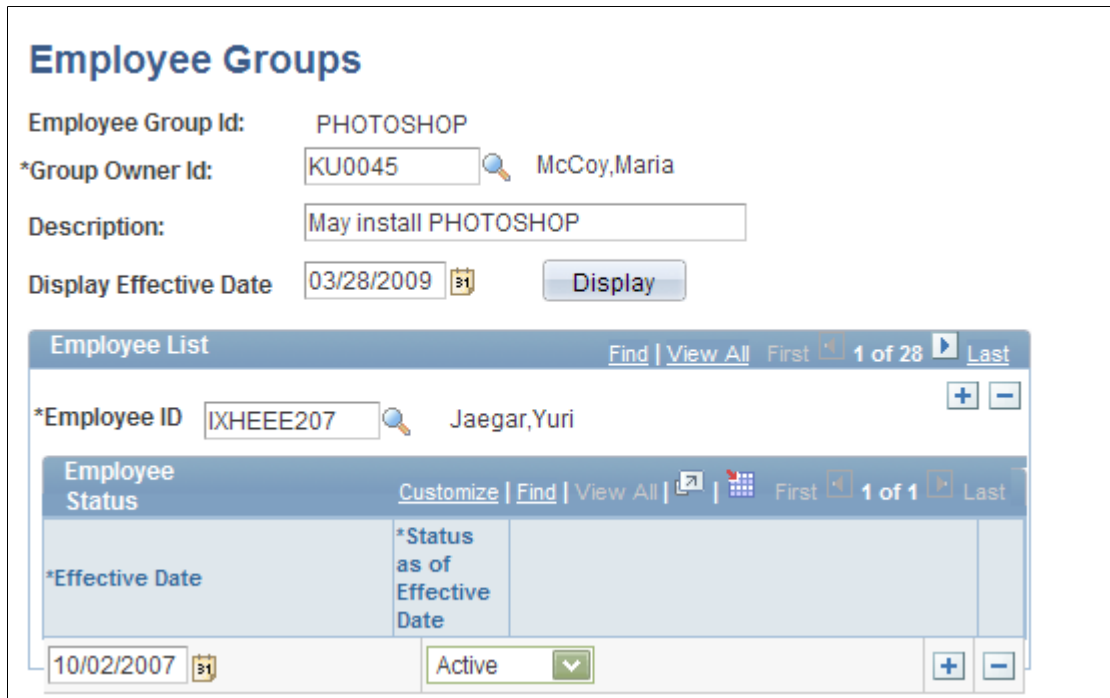 Employee Groups
Employee Group Id: PHOTOSHOP
*Group Owner Id: KU0045 McCoy,Maria
Description: May install PHOTOSHOP
Display Effective Date 03/28/2009 31 Display
Employee List Find | View All First 1 of 28 Last
*Employee ID IXHEEE207 Jaegar,Yuri
Employee
Status Customize | Find | View All | | First 1 of 1 Last
*Effective Date
*Status
as of
Effective
Date
10/02/2007 31 Active